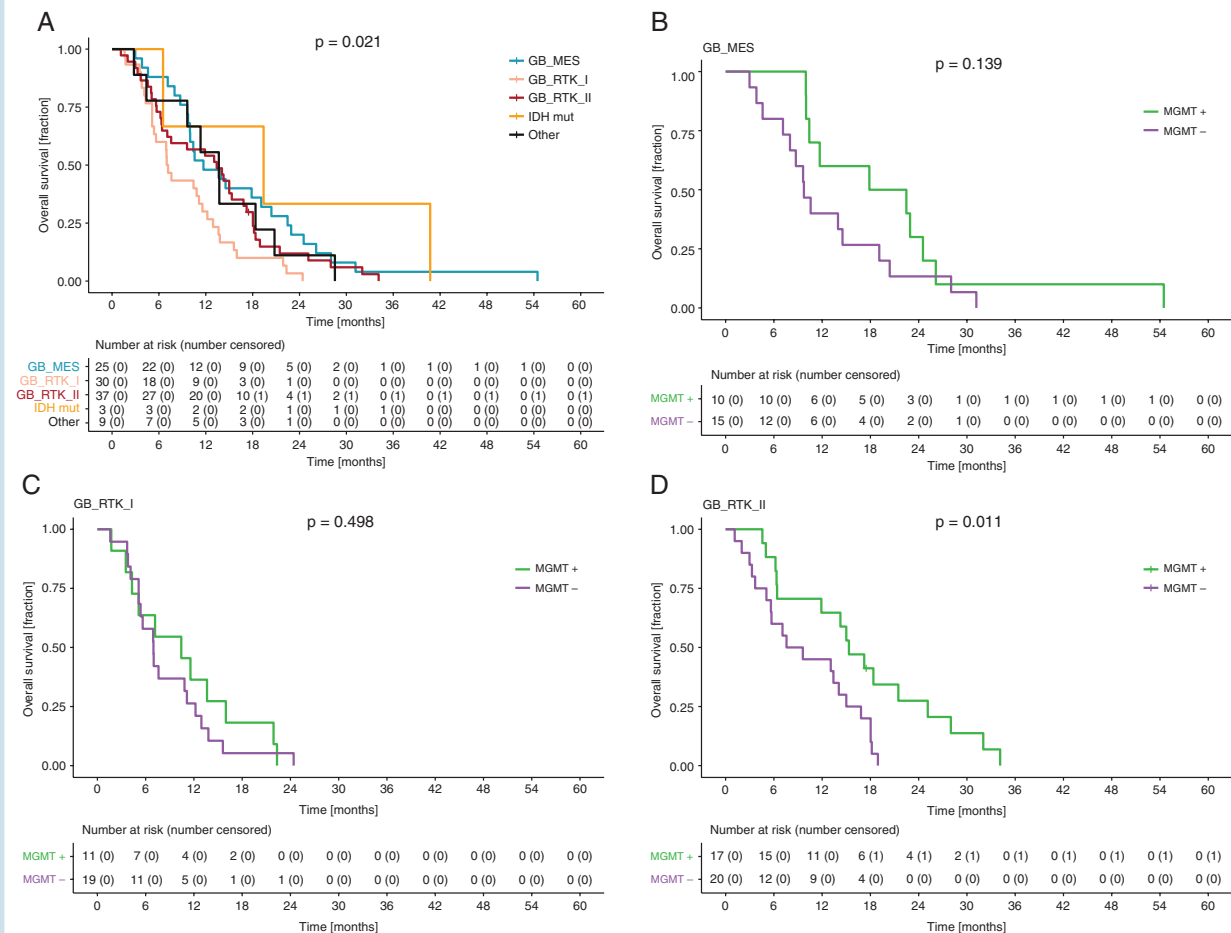 A
p = 0.021
Overall survival [fraction]
1.00
0.75
0.50
0.25
0.00
GB_MES
GB_RTK_I
GB_RTK_II
IDH mut
Other
0 6 12 18 24 30 36 42 48 54 60
Time [months]
Number at risk (number censored)
GB_MES 25 (0) 22 (0) 12 (0) 9 (0) 5 (0) 2 (0) 1 (0) 1 (0) 1 (0) 1 (0) 0 (0)
GB_RTK_I 30 (0) 18 (0) 9 (0) 3 (0) 1 (0) 0 (0) 0 (0) 0 (0) 0 (0) 0 (0) 0 (0)
GB_RTK_II 37 (0) 27 (0) 20 (0) 10 (1) 4 (1) 2 (1) 0 (1) 0 (1) 0 (1) 0 (1) 0 (1)
IDH mut 3 (0) 3 (0) 2 (0) 2 (0) 1 (0) 1 (0) 1 (0) 0 (0) 0 (0) 0 (0) 0 (0)
Other 9 (0) 7 (0) 5 (0) 3 (0) 1 (0) 0 (0) 0 (0) 0 (0) 0 (0) 0 (0) 0 (0)
0 6 12 18 24 30 36 42 48 54 60
Time [months]
B
GB_MES
p = 0.139
Overall survival [fraction]
1.00
0.75
0.50
0.25
0.00
MGMT +
MGMT –
0 6 12 18 24 30 36 42 48 54 60
Time [months]
Number at risk (number censored)
MGMT + 10 (0) 10 (0) 6 (0) 5 (0) 3 (0) 1 (0) 1 (0) 1 (0) 1 (0) 1 (0) 0 (0)
MGMT – 15 (0) 12 (0) 6 (0) 4 (0) 2 (0) 1 (0) 0 (0) 0 (0) 0 (0) 0 (0) 0 (0)
0 6 12 18 24 30 36 42 48 54 60
Time [months]
C
GB_RTK_I
p = 0.498
Overall survival [fraction]
1.00
0.75
0.50
0.25
0.00
MGMT +
MGMT –
0 6 12 18 24 30 36 42 48 54 60
Time [months]
Number at risk (number censored)
MGMT + 11 (0) 7 (0) 4 (0) 2 (0) 0 (0) 0 (0) 0 (0) 0 (0) 0 (0) 0 (0) 0 (0)
MGMT – 19 (0) 11 (0) 5 (0) 1 (0) 1 (0) 0 (0) 0 (0) 0 (0) 0 (0) 0 (0) 0 (0)
0 6 12 18 24 30 36 42 48 54 60
Time [months]
D
GB_RTK_II
p = 0.011
Overall survival [fraction]
1.00
0.75
0.50
0.25
0.00
MGMT +
MGMT –
0 6 12 18 24 30 36 42 48 54 60
Time [months]
Number at risk (number censored)
MGMT + 17 (0) 15 (0) 11 (0) 6 (1) 4 (1) 2 (1) 0 (1) 0 (1) 0 (1) 0 (1) 0 (1)
MGMT – 20 (0) 12 (0) 9 (0) 4 (0) 0 (0) 0 (0) 0 (0) 0 (0) 0 (0) 0 (0) 0 (0)
0 6 12 18 24 30 36 42 48 54 60
Time [months]